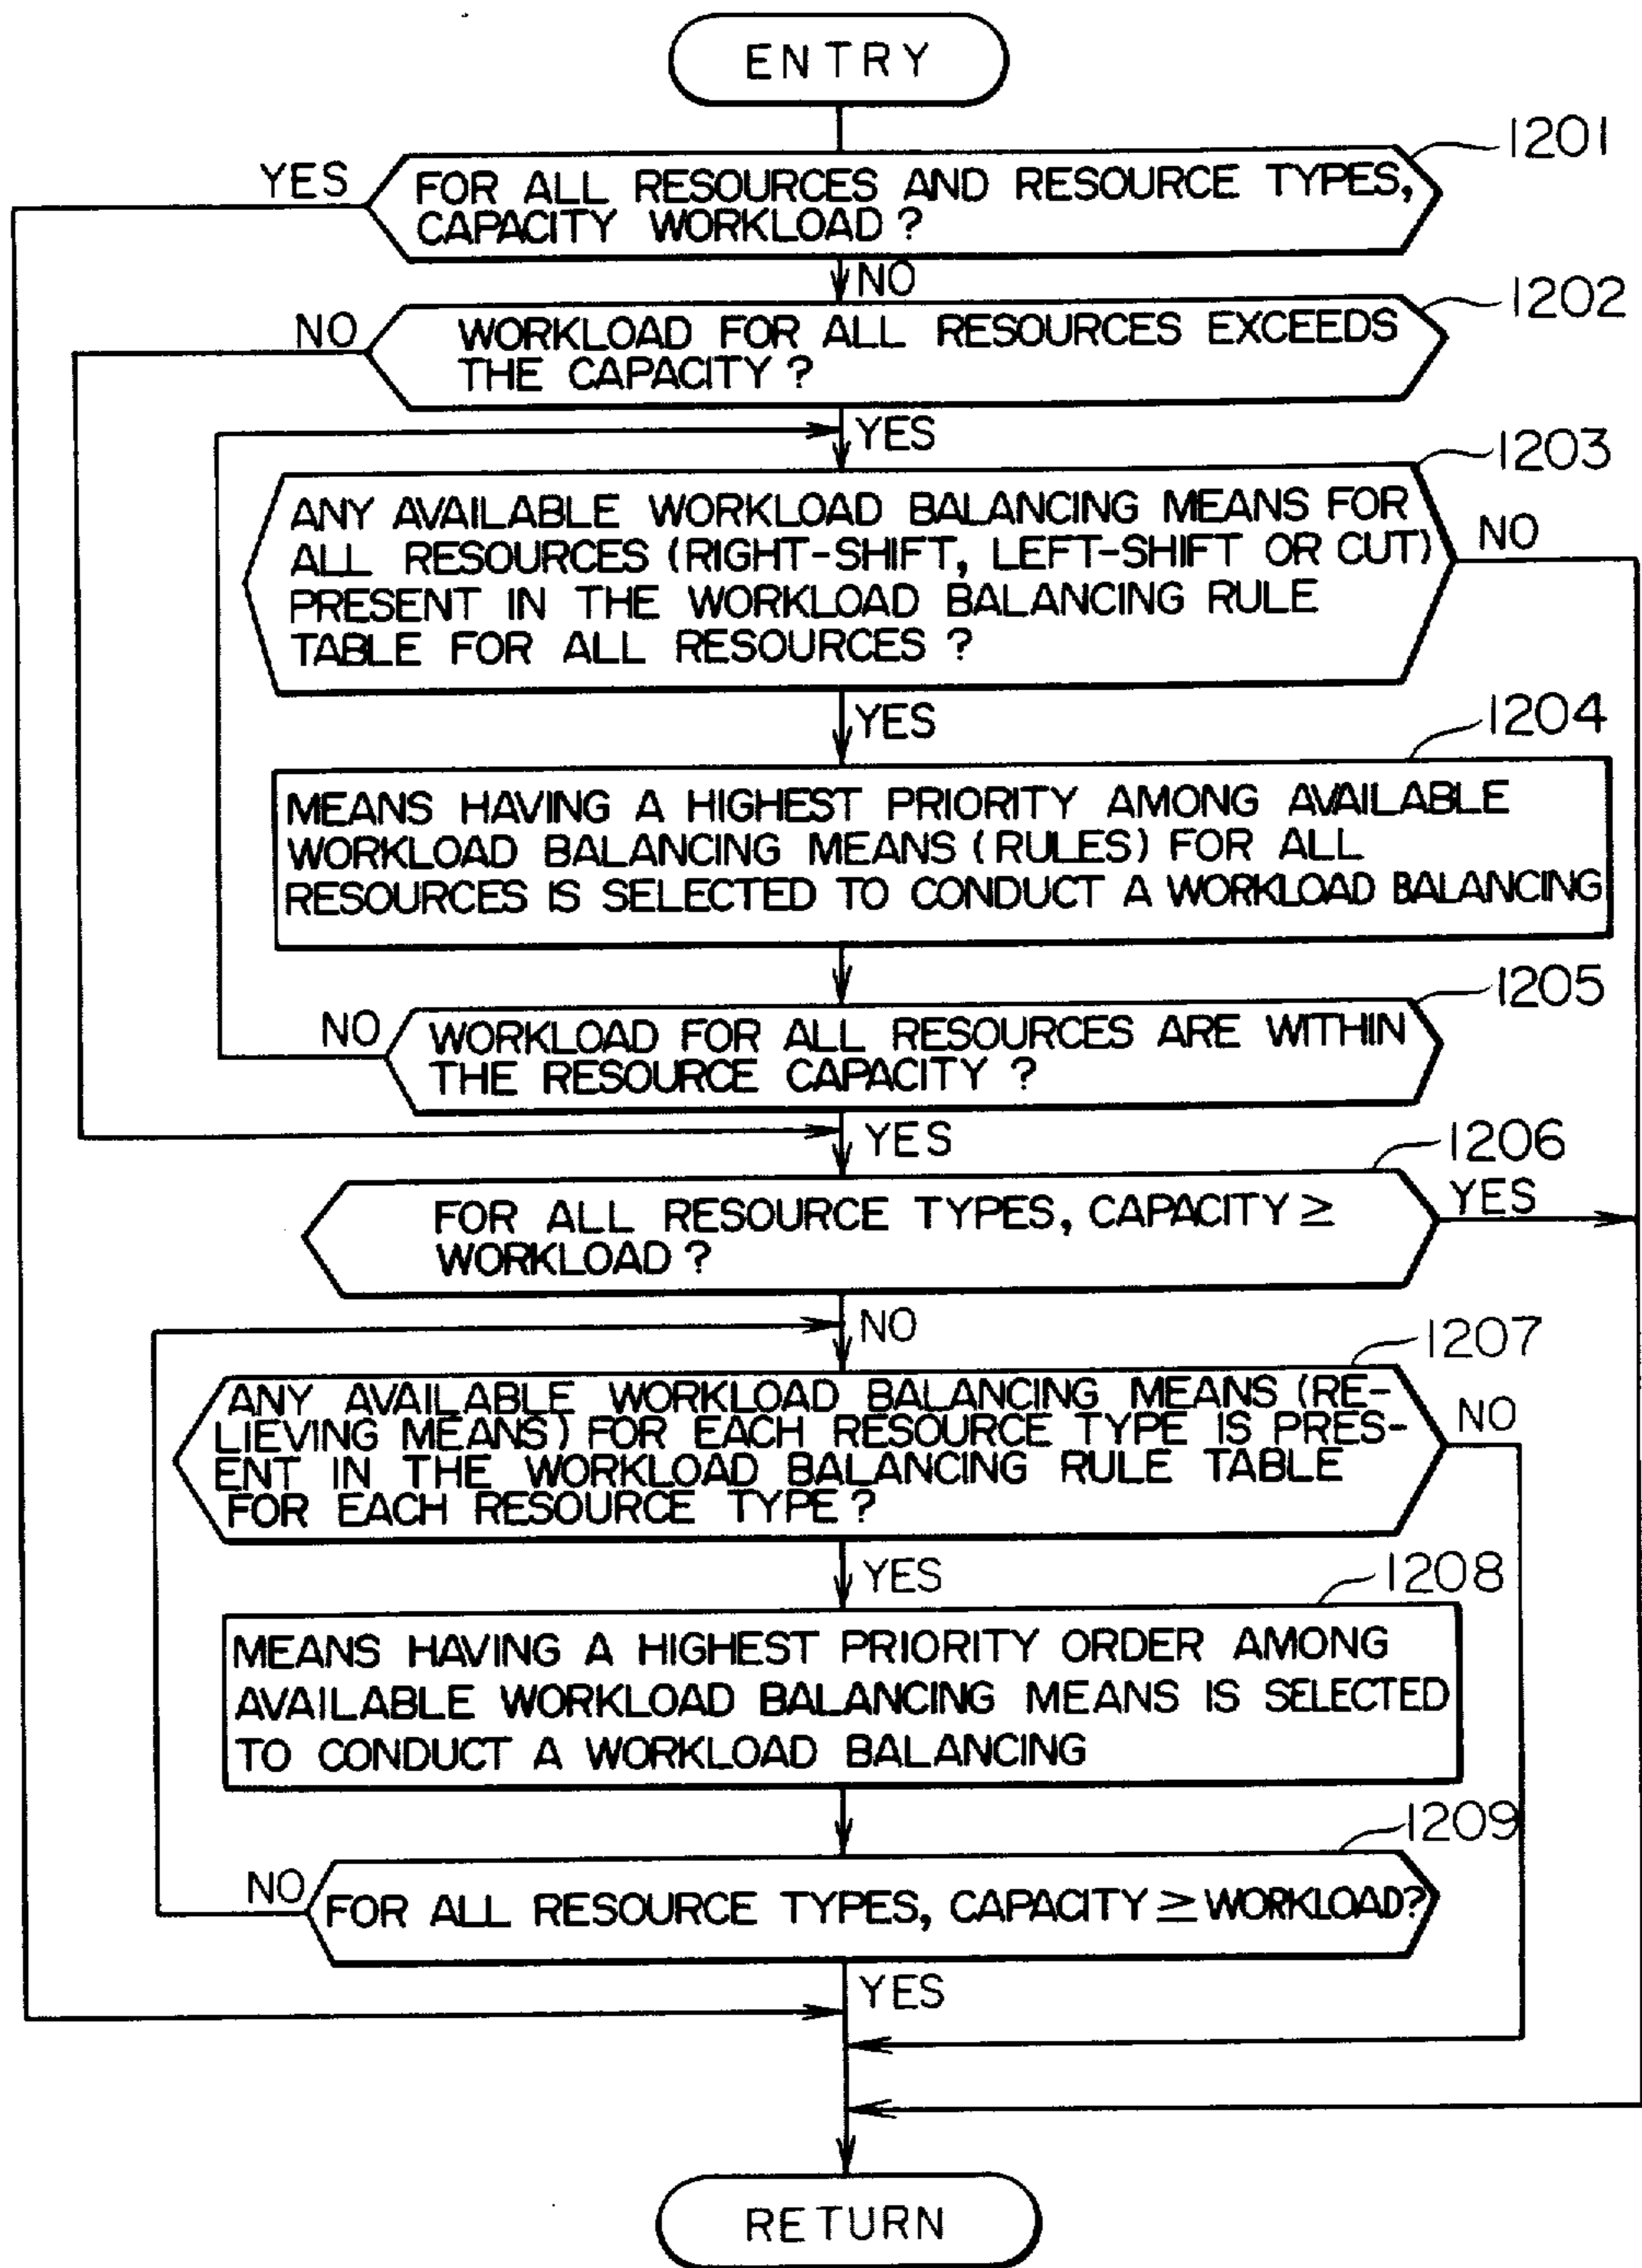 ENTRY
1201
YES
FOR ALL RESOURCES AND RESOURCE TYPES,
CAPACITY WORKLOAD ?
NO
1202
NO
WORKLOAD FOR ALL RESOURCES EXCEEDS
THE CAPACITY ?
YES
1203
ANY AVAILABLE WORKLOAD BALANCING MEANS FOR
ALL RESOURCES (RIGHT-SHIFT, LEFT-SHIFT OR CUT)
PRESENT IN THE WORKLOAD BALANCING RULE
TABLE FOR ALL RESOURCES ?
NO
YES
1204
MEANS HAVING A HIGHEST PRIORITY AMONG AVAILABLE
WORKLOAD BALANCING MEANS (RULES) FOR ALL
RESOURCES IS SELECTED TO CONDUCT A WORKLOAD BALANCING
1205
NO
WORKLOAD FOR ALL RESOURCES ARE WITHIN
THE RESOURCE CAPACITY ?
YES
1206
FOR ALL RESOURCE TYPES, CAPACITY ≥
WORKLOAD ?
YES
NO
1207
ANY AVAILABLE WORKLOAD BALANCING MEANS (RE-
LIEVING MEANS) FOR EACH RESOURCE TYPE IS PRES-
ENT IN THE WORKLOAD BALANCING RULE TABLE
FOR EACH RESOURCE TYPE ?
NO
YES
1208
MEANS HAVING A HIGHEST PRIORITY ORDER AMONG
AVAILABLE WORKLOAD BALANCING MEANS IS SELECTED
TO CONDUCT A WORKLOAD BALANCING
1209
NO
FOR ALL RESOURCE TYPES, CAPACITY ≥ WORKLOAD?
YES
RETURN